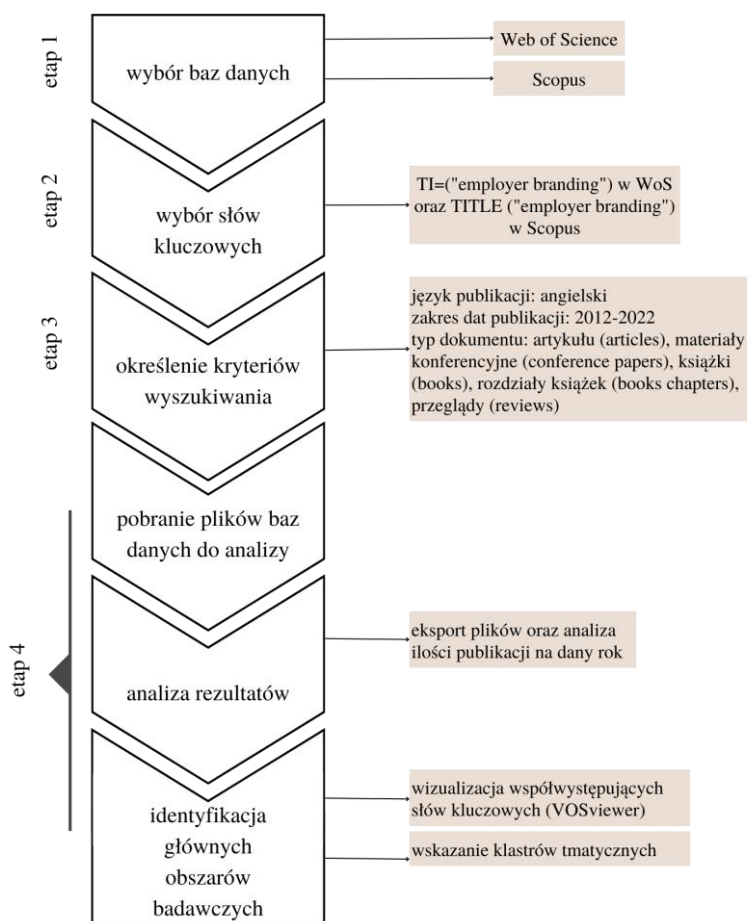 etap 1
wybór baz danych
Web of Science
Scopus
etap 2
wybór słów
kluczowych
TI=("employer branding") w WoS
oraz TITLE ("employer branding")
w Scopus
etap 3
określenie kryteriów
wyszukiwania
język publikacji: angielski
zakres dat publikacji: 2012-2022
typ dokumentu: artykułu (articles), materiały
konferencyjne (conference papers), książki
(books), rozdziały książek (books chapters),
przeglądy (reviews)
etap 4
pobranie plików baz
danych do analizy
analiza rezultatów
eksport plików oraz analiza
ilości publikacji na dany rok
identyfikacja
głównych
obszarów
badawczych
wizualizacja współwystępujących
słów kluczowych (VOSviewer)
wskazanie klastrów tmatycznych